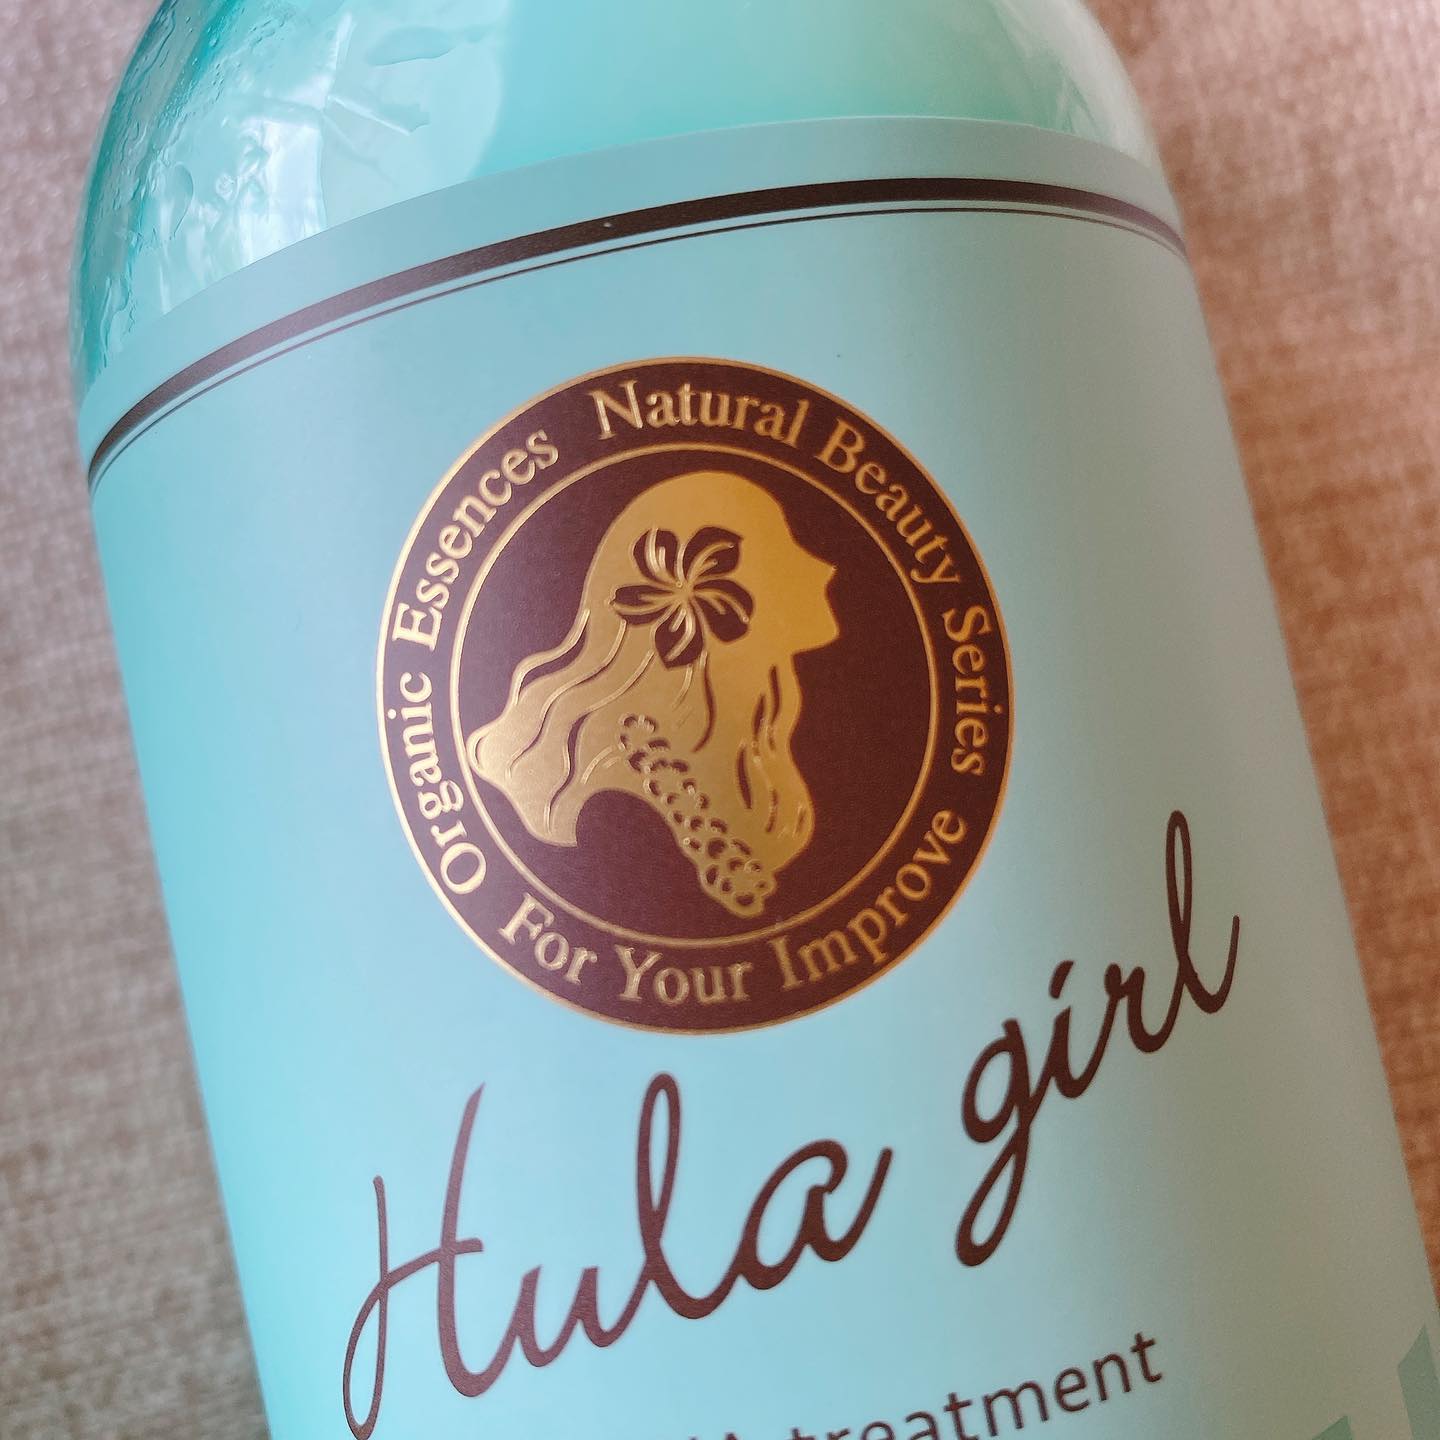 Organic Essences Natural Beauty Series
For Your Improve
Hula girl
treatment